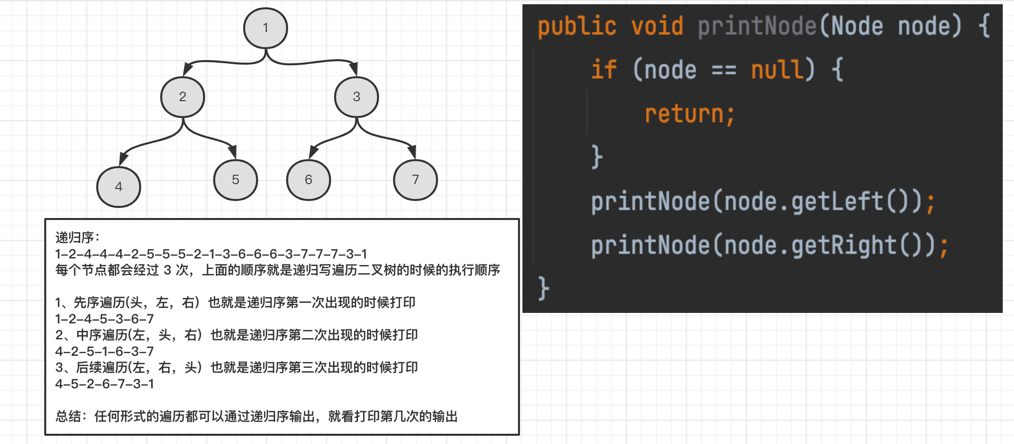 1
2
3
4
5
6
7
递归序：
1-2-4-4-4-2-5-5-5-2-1-3-6-6-6-3-7-7-7-3-1
每个节点都会经过 3 次，上面的顺序就是递归写遍历二叉树的时候的执行顺序
1、先序遍历(头，左，右）也就是递归序第一次出现的时候打印
1-2-4-5-3-6-7
2、中序遍历(左，头，右）也就是递归序第二次出现的时候打印
4-2-5-1-6-3-7
3、后续遍历(左，右，头）也就是递归序第三次出现的时候打印
4-5-2-6-7-3-1
总结：任何形式的遍历都可以通过递归序输出，就看打印第几次的输出
public void printNode(Node node) {
if (node == null) {
return;
}
printNode(node.getLeft());
printNode(node.getRight());
}